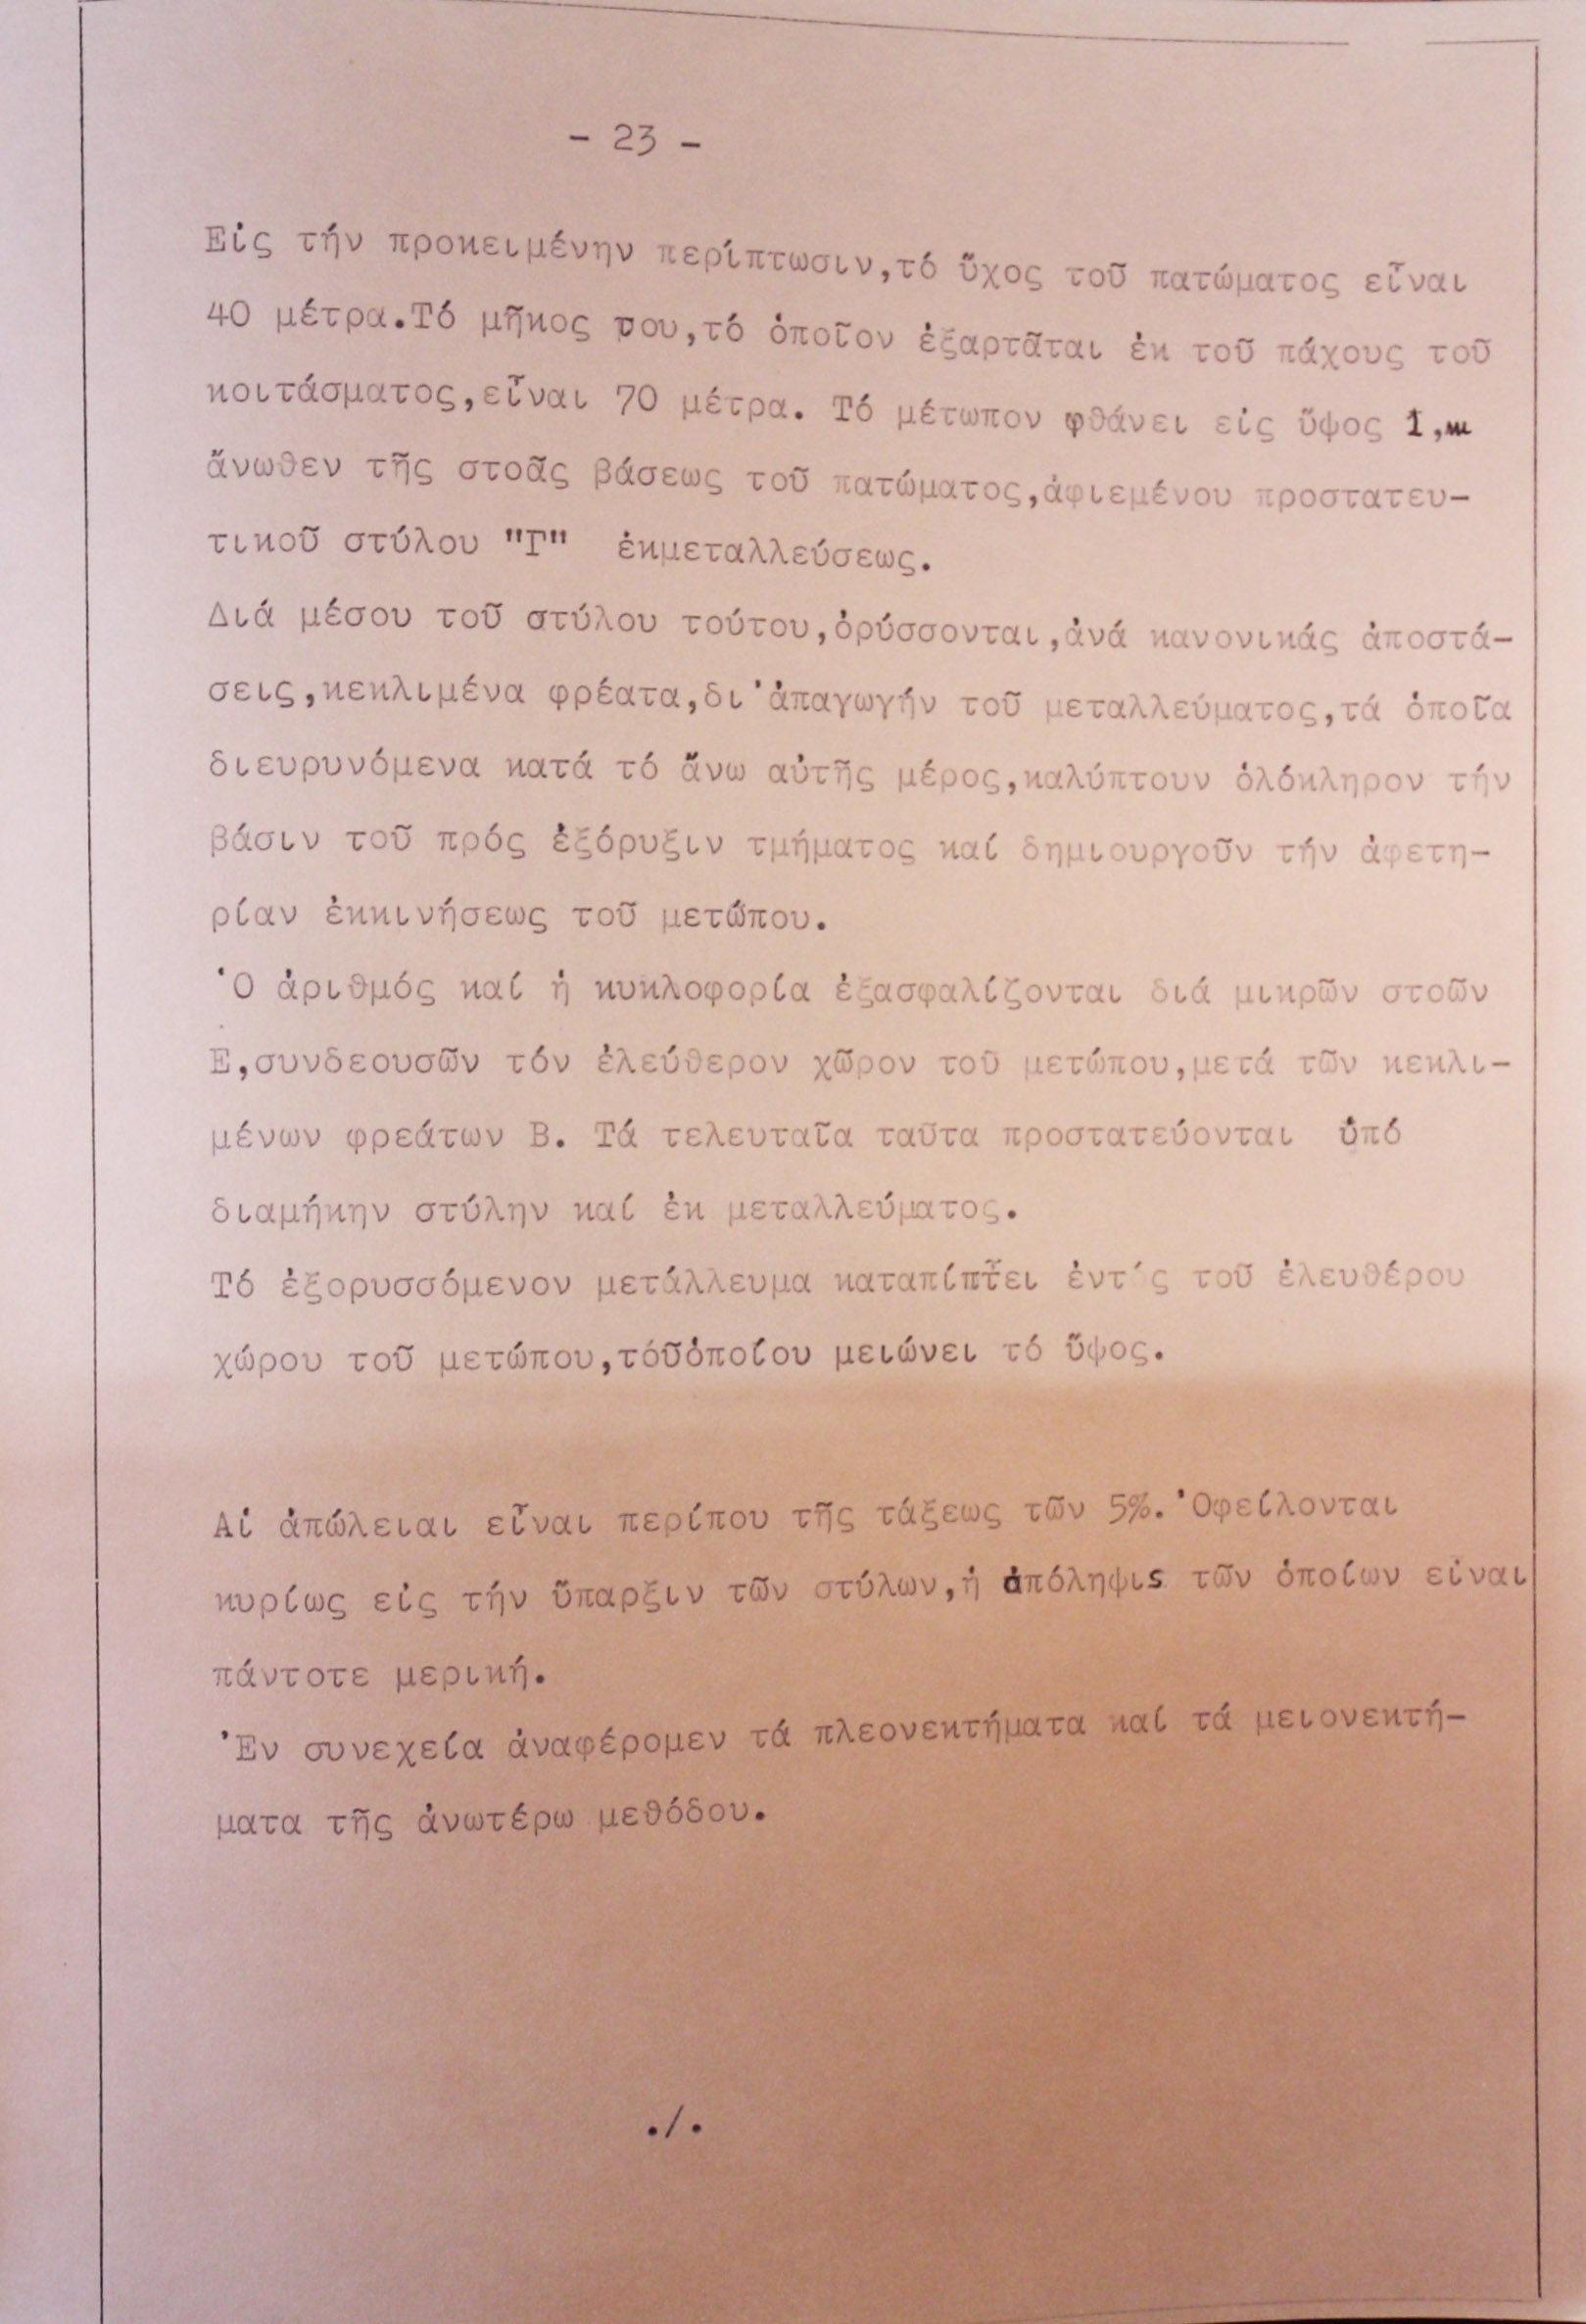 - 23 -
Εἰς τήν προκειμένην περίπτωσιν,τό ὕχος τοῦ πατώματος εἶναι
40 μέτρα.Τό μῆκος του,τό ὁποῖον ἐξαρτᾶται ἐκ τοῦ πάχους τοῦ
κοιτάσματος,εἶναι 70 μέτρα. Τό μέτωπον φθάνει εἰς ὕψος 1,
ἄνωθεν τῆς στοᾶς βάσεως τοῦ πατώματος,ἀφιεμένου προστατευ-
τικοῦ στύλου "Γ" ἐκμεταλλεύσεως.
Διά μέσου τοῦ στύλου τούτου,ὀρύσσονται,ἀνά κανονικάς ἀποστά-
σεις,κεκλιμένα φρέατα,δι'ἀπαγωγήν τοῦ μεταλλεύματος,τά ὁποῖα
διευρυνόμενα κατά τό ἄνω αὐτῆς μέρος,καλύπτουν ὁλόκληρον τήν
βάσιν τοῦ πρός ἐξόρυξιν τμήματος καί δημιουργοῦν τήν ἀφετη-
ρίαν ἐκκινήσεως τοῦ μετώπου.
Ὁ ἀριθμός καί ἡ κυκλοφορία ἐξασφαλίζονται διά μικρῶν στοῶν
Ε,συνδεουσῶν τόν ἐλεύθερον χῶρον τοῦ μετώπου,μετά τῶν κεκλι-
μένων φρεάτων Β. Τά τελευταῖα ταῦτα προστατεύονται ὑπό
διαμήκην στύλην καί ἐκ μεταλλεύματος.
Τό ἐξορυσσόμενον μετάλλευμα καταπίπτει ἐντός τοῦ ἐλευθέρου
χώρου τοῦ μετώπου,τόῦὁποίου μειώνει τό ὕψος.
Αἱ ἀπώλειαι εἶναι περίπου τῆς τάξεως τῶν 5%.Ὀφείλονται
κυρίως εἰς τήν ὕπαρξιν τῶν στύλων,ἡ ἀπόληψις τῶν ὁποίων εἰναι
πάντοτε μερική.
Ἐν συνεχεία ἀναφέρομεν τά πλεονεκτήματα καί τά μειονεκτή-
ματα τῆς ἀνωτέρω μεθόδου.
./.